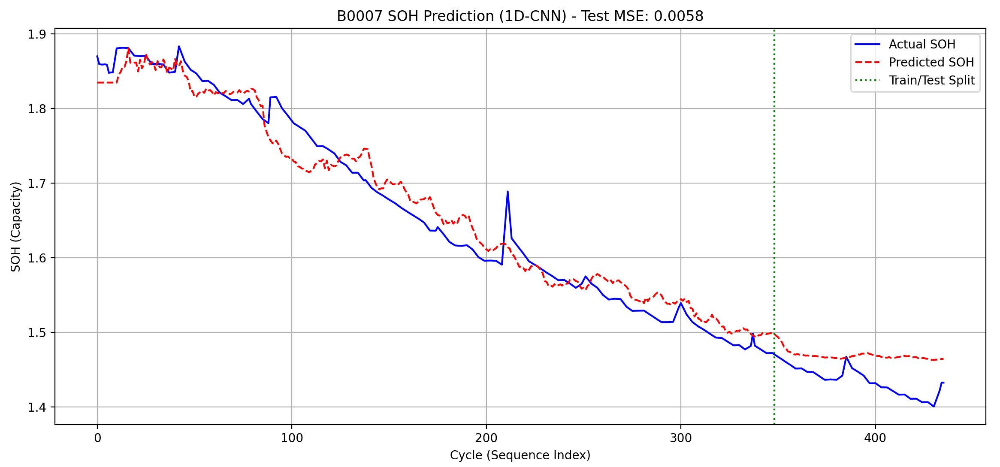 B0007 SOH Prediction (1D-CNN) - Test MSE: 0.0058
Actual SOH
Predicted SOH
Train/Test Split
SOH (Capacity)
1.9
1.8
1.7
1.6
1.5
1.4
0 100 200 300 400
Cycle (Sequence Index)